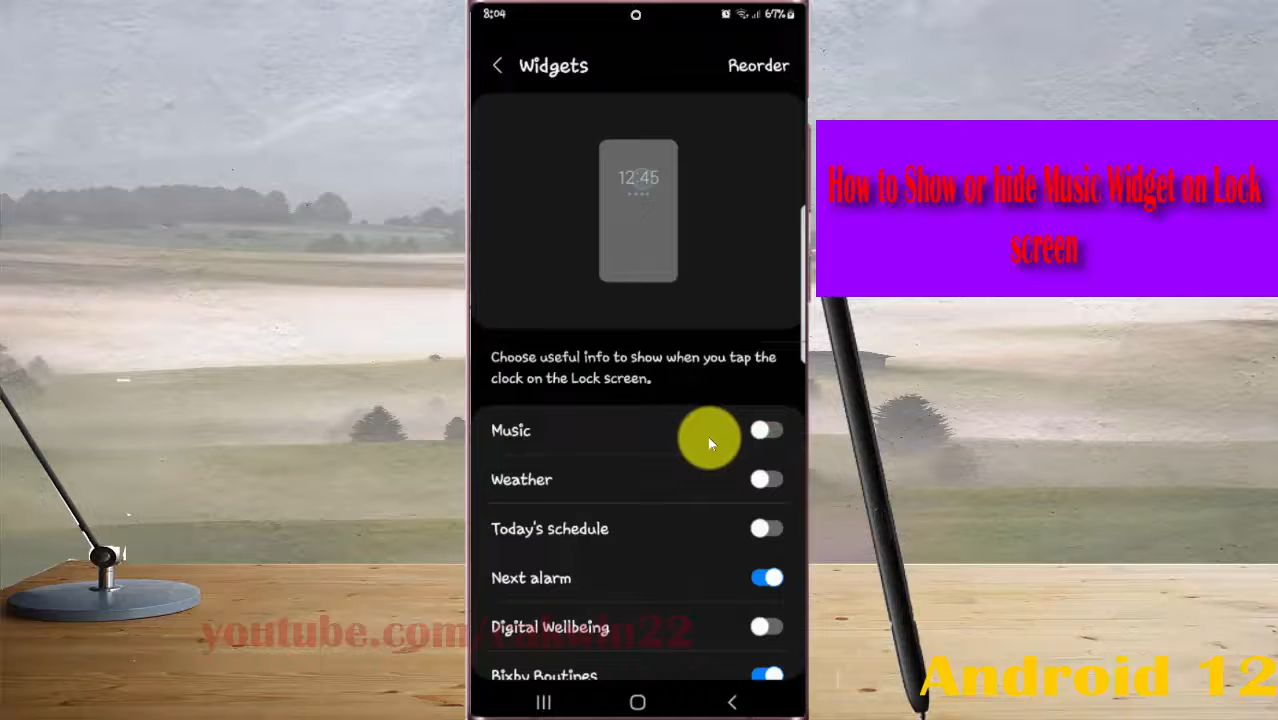 8:04
67%
Widgets
Reorder
12:45
Choose useful info to show when you tap the
clock on the Lock screen.
Music
Weather
Today's schedule
Next alarm
Digital Wellbeing
Bixby Routines
How to Show or hide Music Widget on Lock
screen
youtube.com/rakwin22
Android 12